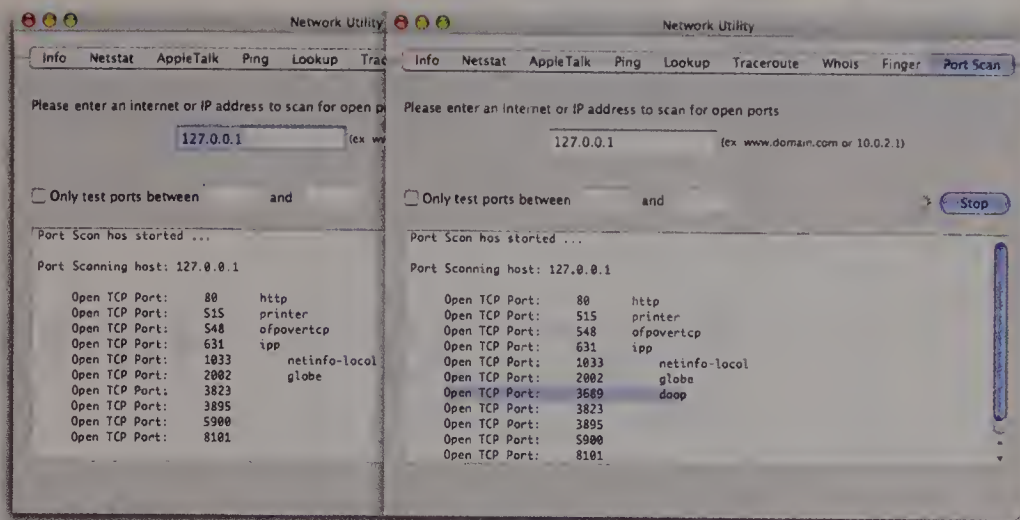 Network Utility
Info Netstat AppleTalk Ping Lookup Trac
Please enter an internet or IP address to scan for open p
127.0.0.1 (ex ww
Only test ports between and
Port Scan has started ...
Port Scanning host: 127.0.0.1
Open TCP Port: 80 http
Open TCP Port: 515 printer
Open TCP Port: 548 afpovertcp
Open TCP Port: 631 ipp
Open TCP Port: 1033 netinfo-local
Open TCP Port: 2002 globe
Open TCP Port: 3823
Open TCP Port: 3895
Open TCP Port: 5900
Open TCP Port: 8101
Network Utility
Info Netstat AppleTalk Ping Lookup Traceroute Whois Finger Port Scan
Please enter an internet or IP address to scan for open ports
127.0.0.1 (ex www.domain.com or 10.0.2.1)
Only test ports between and
Stop
Port Scan has started ...
Port Scanning host: 127.0.0.1
Open TCP Port: 80 http
Open TCP Port: 515 printer
Open TCP Port: 548 afpovertcp
Open TCP Port: 631 ipp
Open TCP Port: 1033 netinfo-local
Open TCP Port: 2002 globe
Open TCP Port: 3689 daap
Open TCP Port: 3823
Open TCP Port: 3895
Open TCP Port: 5900
Open TCP Port: 8101